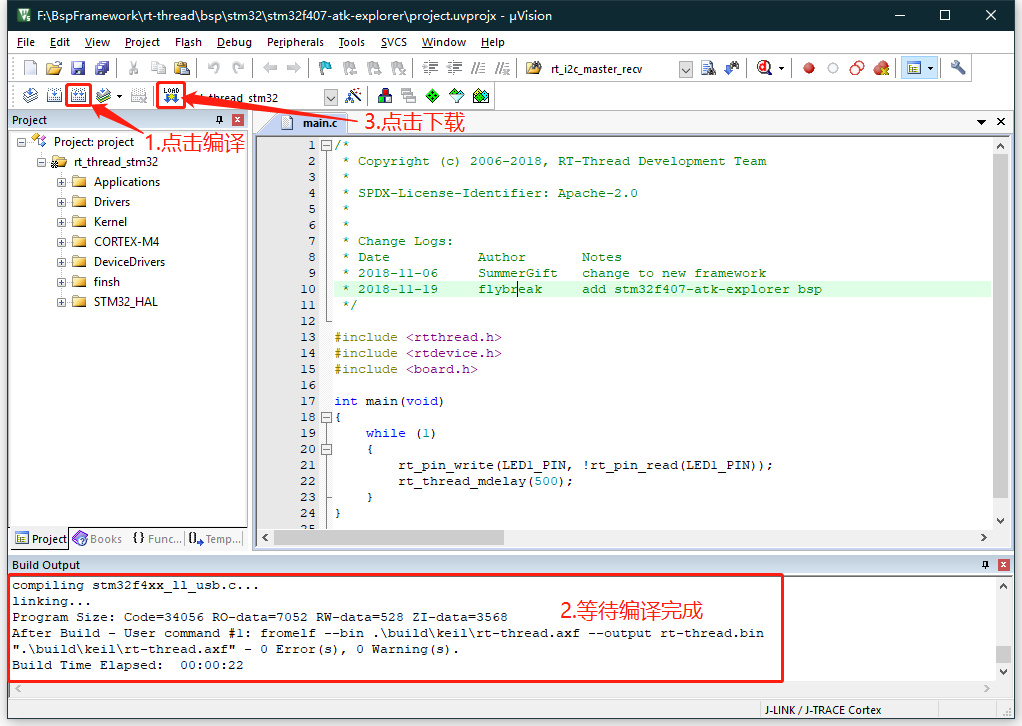 F:\BspFramework\rt-thread\bsp\stm32\stm32f407-atk-explorer\project.uvprojx - µVision
File Edit View Project Flash Debug Peripherals Tools SVCS Window Help
rt_i2c_master_recv
LOAD
thread_stm32
3.点击下载
Project
main.c
1.点击编译
Project: project
rt_thread_stm32
Applications
Drivers
Kernel
CORTEX-M4
DeviceDrivers
finsh
STM32_HAL
1 /*
2 * Copyright (c) 2006-2018, RT-Thread Development Team
3 *
4 * SPDX-License-Identifier: Apache-2.0
5 *
6 *
7 * Change Logs:
8 * Date Author Notes
9 * 2018-11-06 SummerGift change to new framework
10 * 2018-11-19 flybreak add stm32f407-atk-explorer bsp
11 */
12
13 #include <rtthread.h>
14 #include <rtdevice.h>
15 #include <board.h>
16
17 int main(void)
18 {
19 while (1)
20 {
21 rt_pin_write(LED1_PIN, !rt_pin_read(LED1_PIN));
22 rt_thread_mdelay(500);
23 }
24 }
25
Project Books {} Func... Temp...
Build Output
compiling stm32f4xx_ll_usb.c...
linking...
Program Size: Code=34056 RO-data=7052 RW-data=528 ZI-data=3568
2.等待编译完成
After Build - User command #1: fromelf --bin .\build\keil\rt-thread.axf --output rt-thread.bin
".\build\keil\rt-thread.axf" - 0 Error(s), 0 Warning(s).
Build Time Elapsed: 00:00:22
J-LINK / J-TRACE Cortex